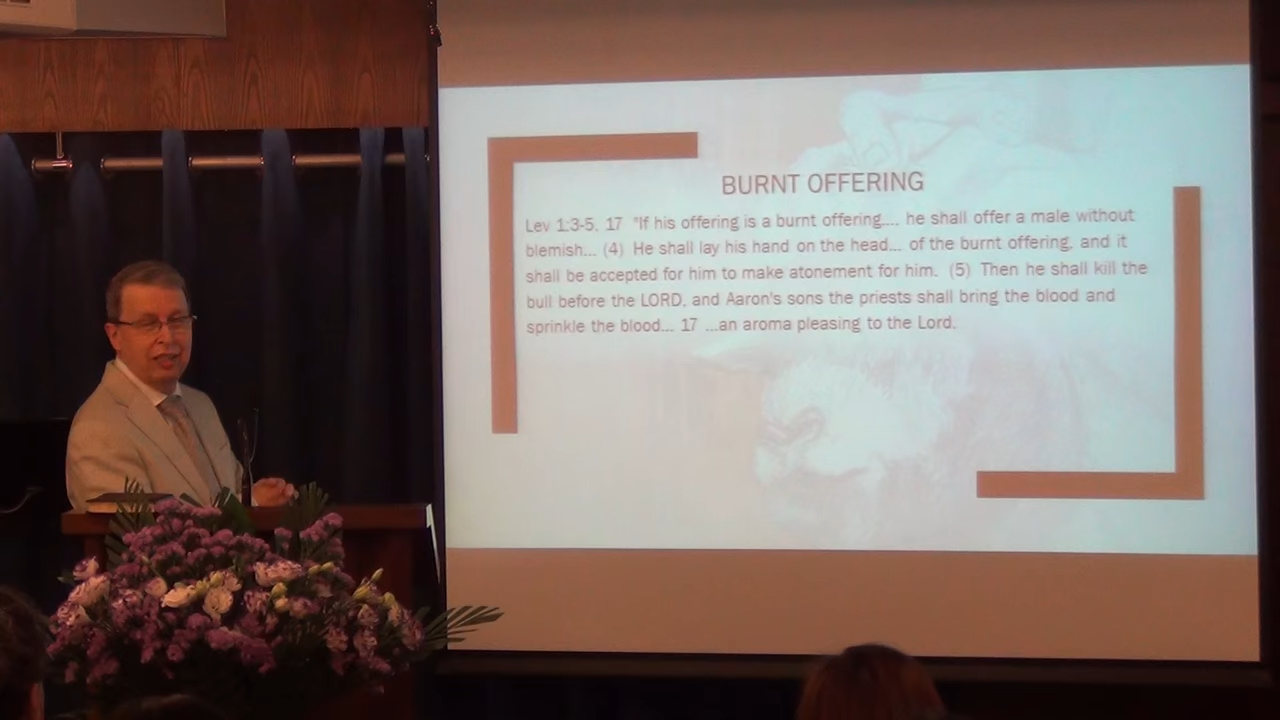 BURNT OFFERING
Lev 1:3-5, 17 "If his offering is a burnt offering.... he shall offer a male without
blemish... (4) He shall lay his hand on the head... of the burnt offering, and it
shall be accepted for him to make atonement for him. (5) Then he shall kill the
bull before the LORD, and Aaron's sons the priests shall bring the blood and
sprinkle the blood... 17 ...an aroma pleasing to the Lord.